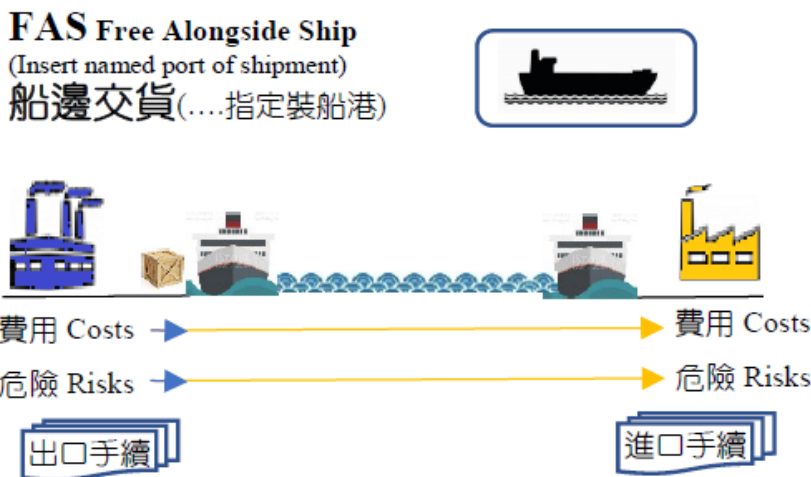 FAS Free Alongside Ship
(Insert named port of shipment)
船邊交貨(....指定裝船港)
費用 Costs
費用 Costs
危險 Risks
危險 Risks
出口手續
進口手續